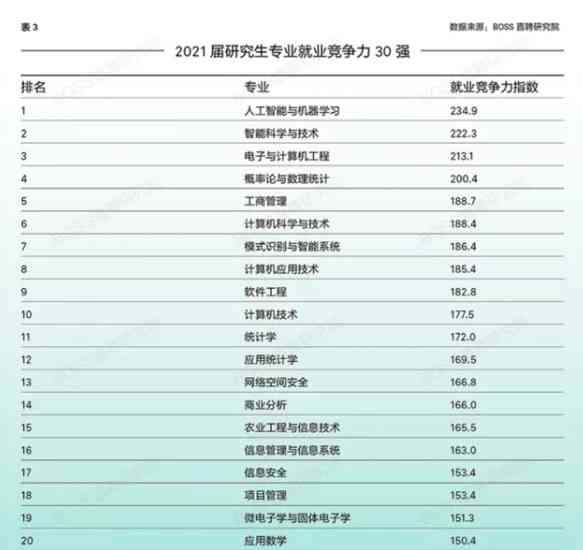 表 3 数据来源：BOSS 直聘研究院
2021 届研究生专业就业竞争力 30 强
排名 专业 就业竞争力指数
1 人工智能与机器学习 234.9
2 智能科学与技术 222.3
3 电子与计算机工程 213.1
4 概率论与数理统计 200.4
5 工商管理 188.7
6 计算机科学与技术 188.4
7 模式识别与智能系统 186.4
8 计算机应用技术 185.4
9 软件工程 182.8
10 计算机技术 177.5
11 统计学 172.0
12 应用统计学 169.5
13 网络空间安全 166.8
14 商业分析 166.0
15 农业工程与信息技术 165.5
16 信息管理与信息系统 163.0
17 信息安全 153.4
18 项目管理 153.4
19 微电子学与固体电子学 151.3
20 应用数学 150.4